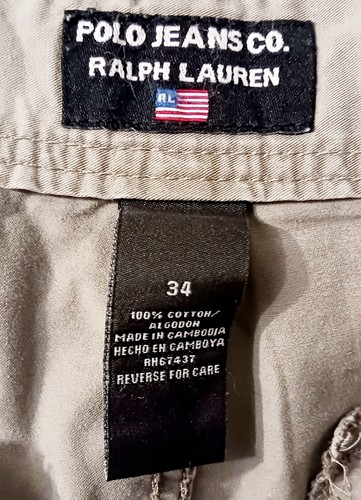 POLO JEANS CO.
RALPH LAUREN
RL
34
100% COTTON/
ALGODON
MADE IN CAMBODIA
HECHO EN CAMBOYA
RH67437
REVERSE FOR CARE